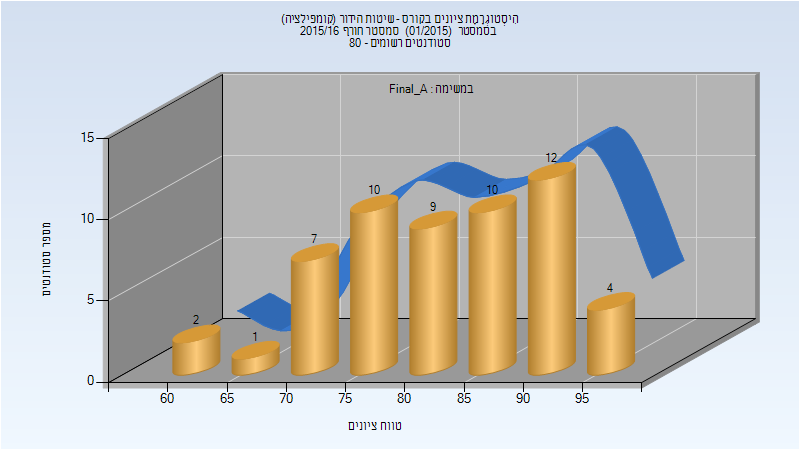 הִיסְטוֹגְרַמַּת ציונים בקורס - שיטות הידור (קומפילציה)
בסמסטר (01/2015) סמסטר חורף 2015/16
סטודנטים רשומים - 80
במשימה : Final_A
מספר סטודנטים
15
10
5
0
2
1
7
10
9
10
12
4
60 65 70 75 80 85 90 95
טווח ציונים